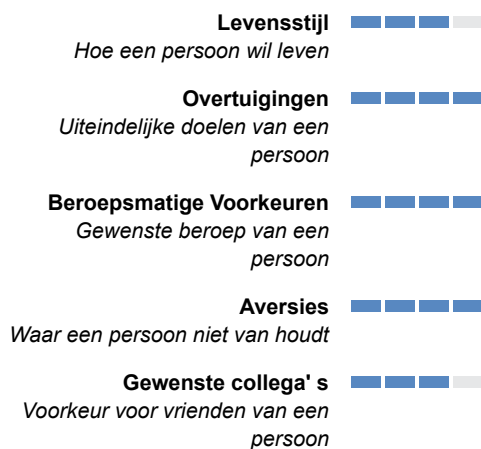 Levensstijl
Hoe een persoon wil leven
Overtuigingen
Uiteindelijke doelen van een
persoon
Beroepsmatige Voorkeuren
Gewenste beroep van een
persoon
Aversies
Waar een persoon niet van houdt
Gewenste collega' s
Voorkeur voor vrienden van een
persoon